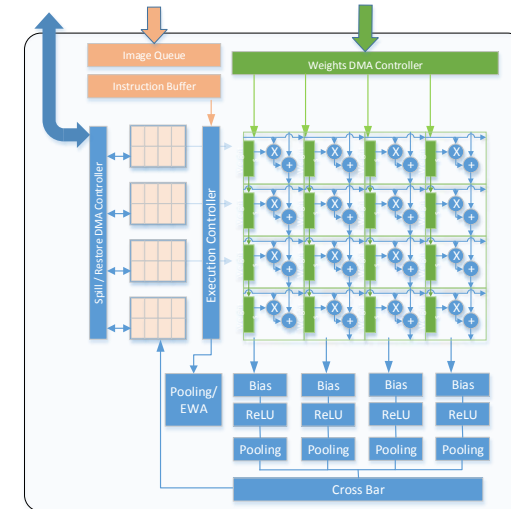 Image Queue
Instruction Buffer
Weights DMA Controller
Spill / Restore DMA Controller
Execution Controller
X
X
X
X
+
+
+
+
X
X
X
X
+
+
+
+
X
X
X
X
+
+
+
+
X
X
X
X
+
+
+
+
Pooling/
EWA
Bias
Bias
Bias
Bias
ReLU
ReLU
ReLU
ReLU
Pooling
Pooling
Pooling
Pooling
Cross Bar